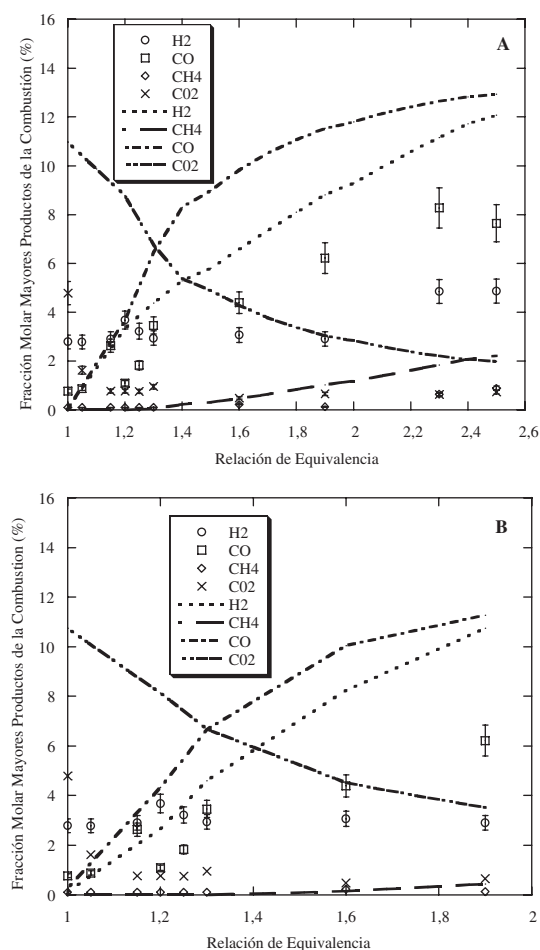 16
14
12
10
8
6
4
2
0
Fracción Molar Mayores Productos de la Combustión (%)
A
H2
CO
CH4
C02
H2
CH4
CO
C02
1
1,2
1,4
1,6
1,8
2
2,2
2,4
2,6
Relación de Equivalencia
16
14
12
10
8
6
4
2
0
Fracción Molar Mayores Productos de la Combustion (%)
B
H2
CO
CH4
C02
H2
CH4
CO
C02
1
1,2
1,4
1,6
1,8
2
Relación de Equivalencia